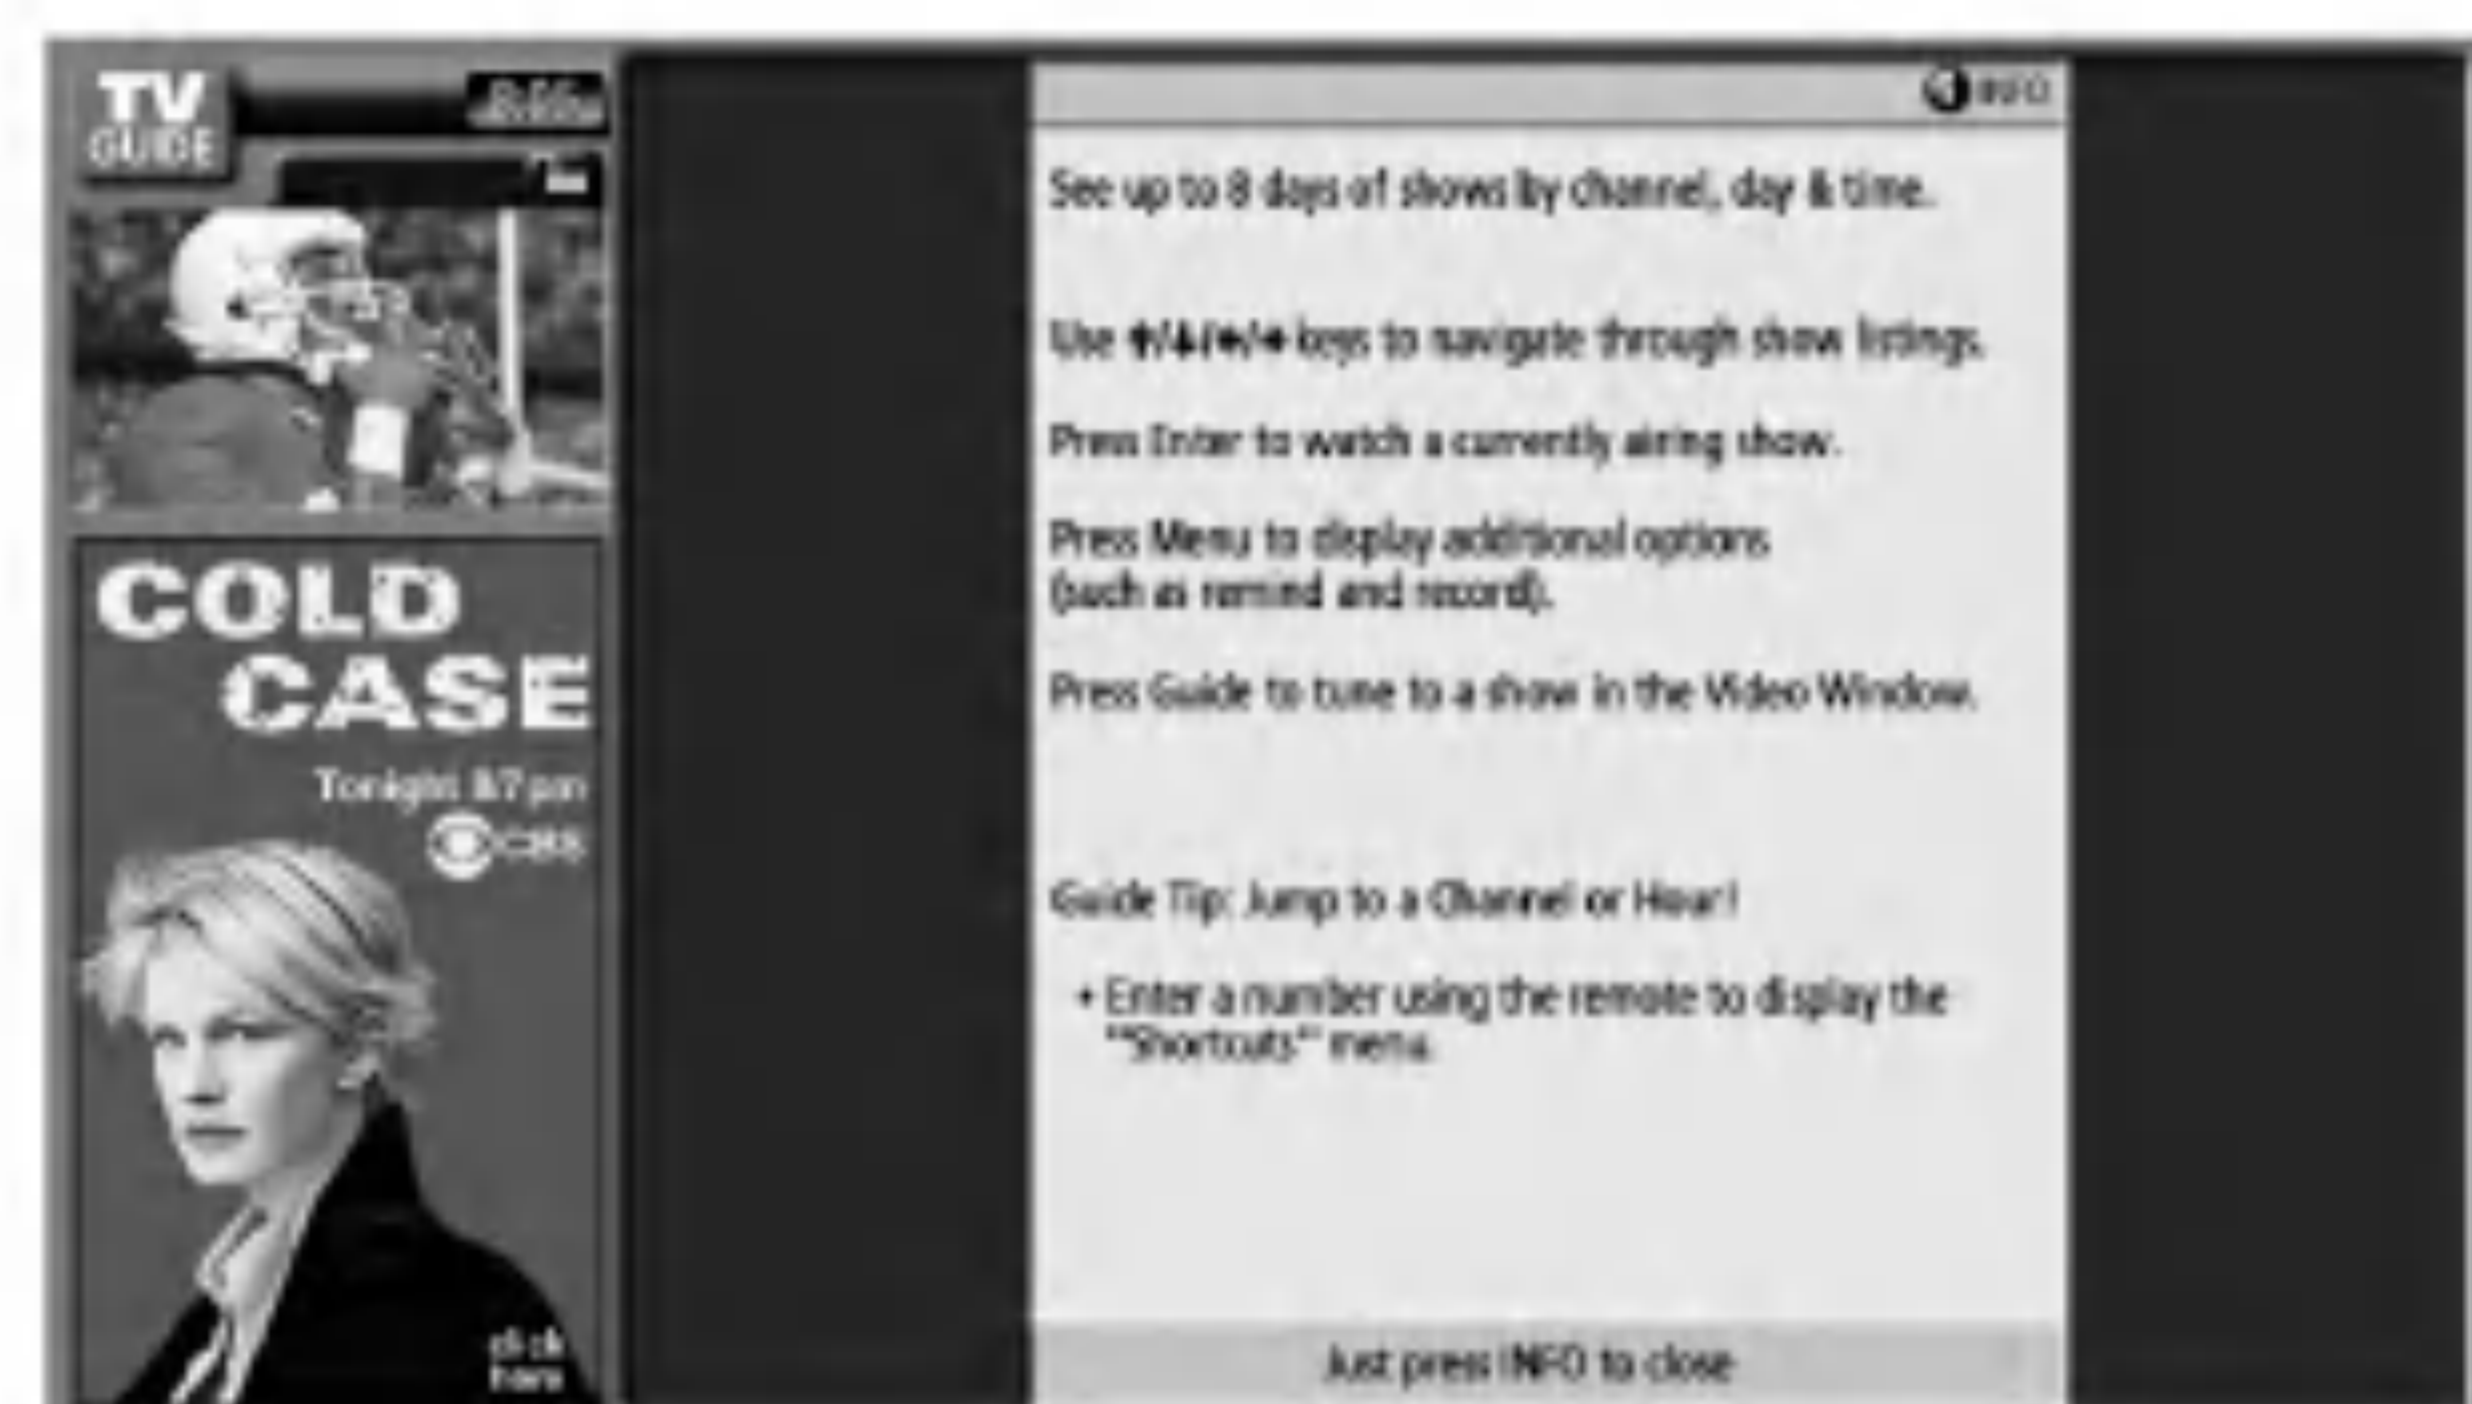 TV
GUIDE
INFO
See up to 8 days of shows by channel, day & time.
Use ↑/↓/←/→ keys to navigate through show listings.
Press Enter to watch a currently airing show.
Press Menu to display additional options
(such as remind and record).
Press Guide to tune to a show in the Video Window.
Guide Tip: Jump to a Channel or Hour!
• Enter a number using the remote to display the
"Shortcuts" menu.
Just press INFO to close
COLD
CASE
Tonight 8/7pm
CBS
click
here